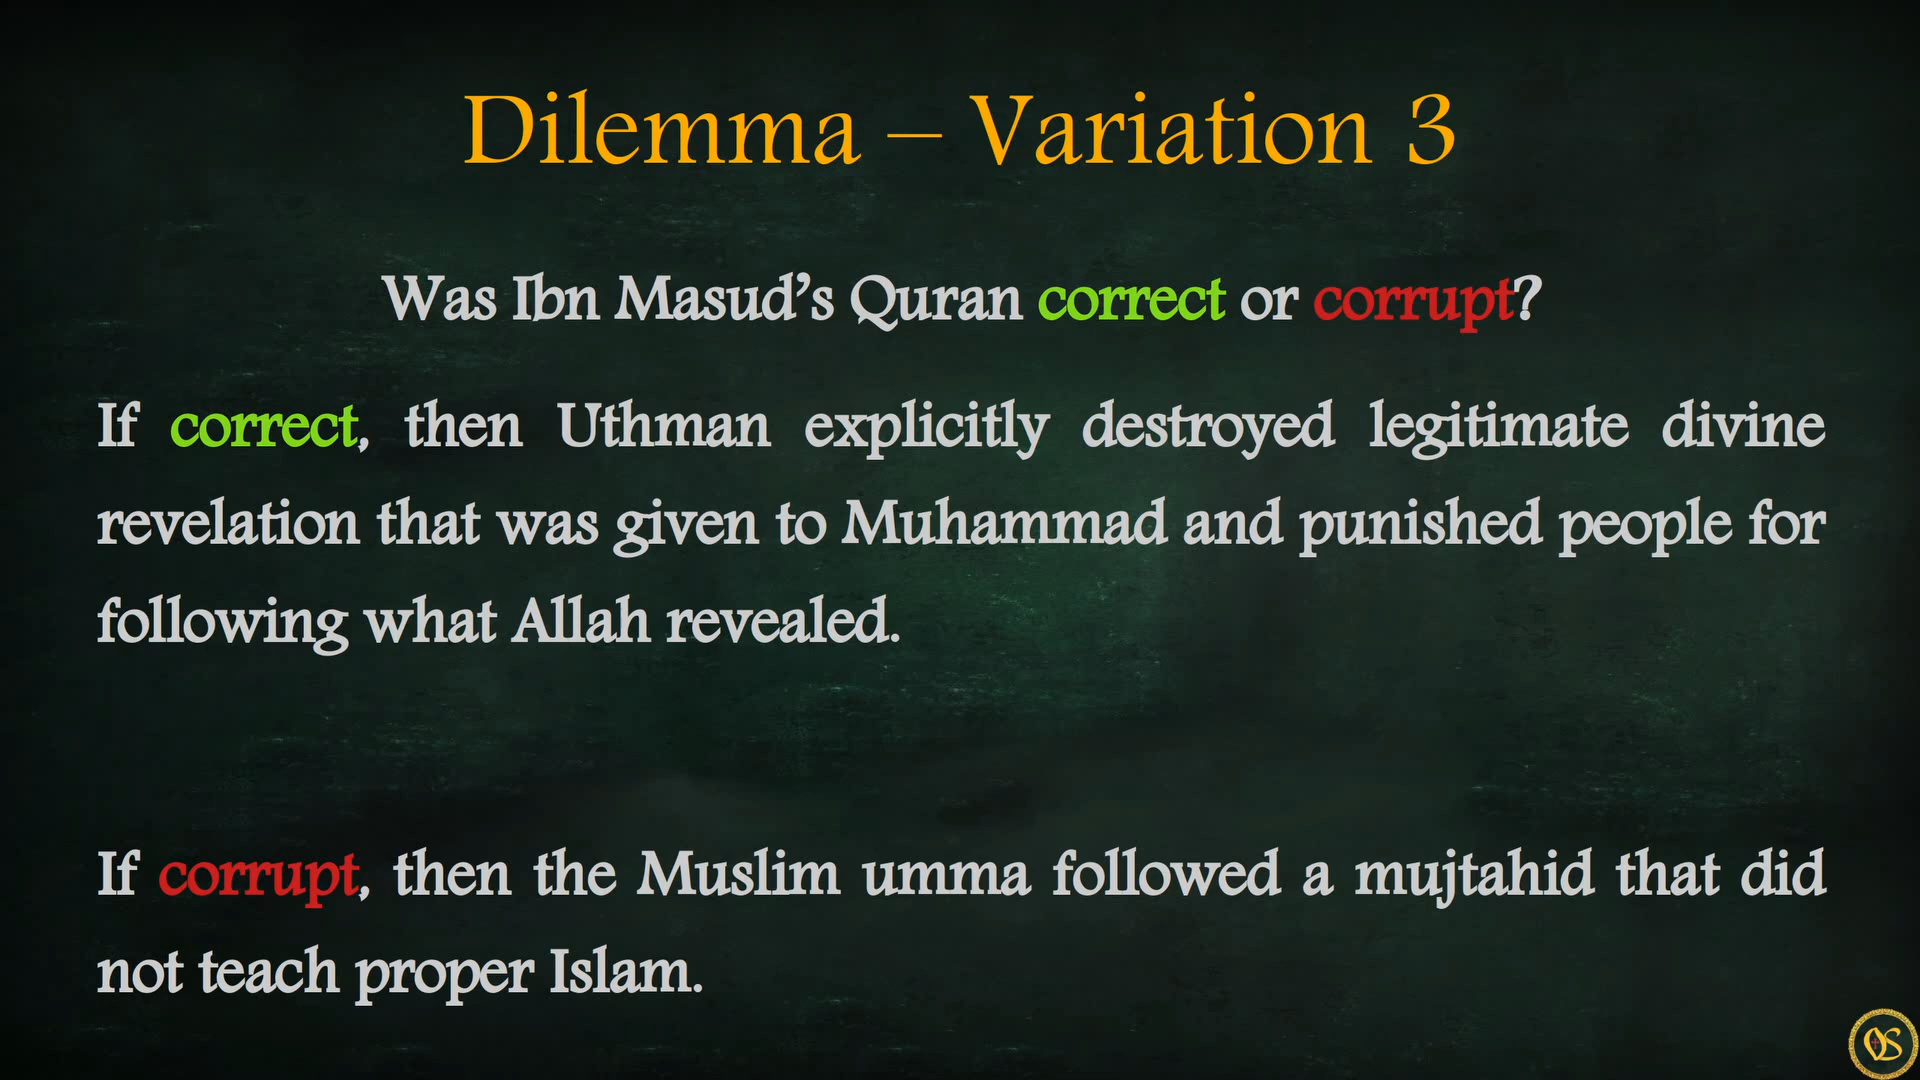 Dilemma – Variation 3
Was Ibn Masud’s Quran correct or corrupt?
If correct, then Uthman explicitly destroyed legitimate divine
revelation that was given to Muhammad and punished people for
following what Allah revealed.
If corrupt, then the Muslim umma followed a mujtahid that did
not teach proper Islam.